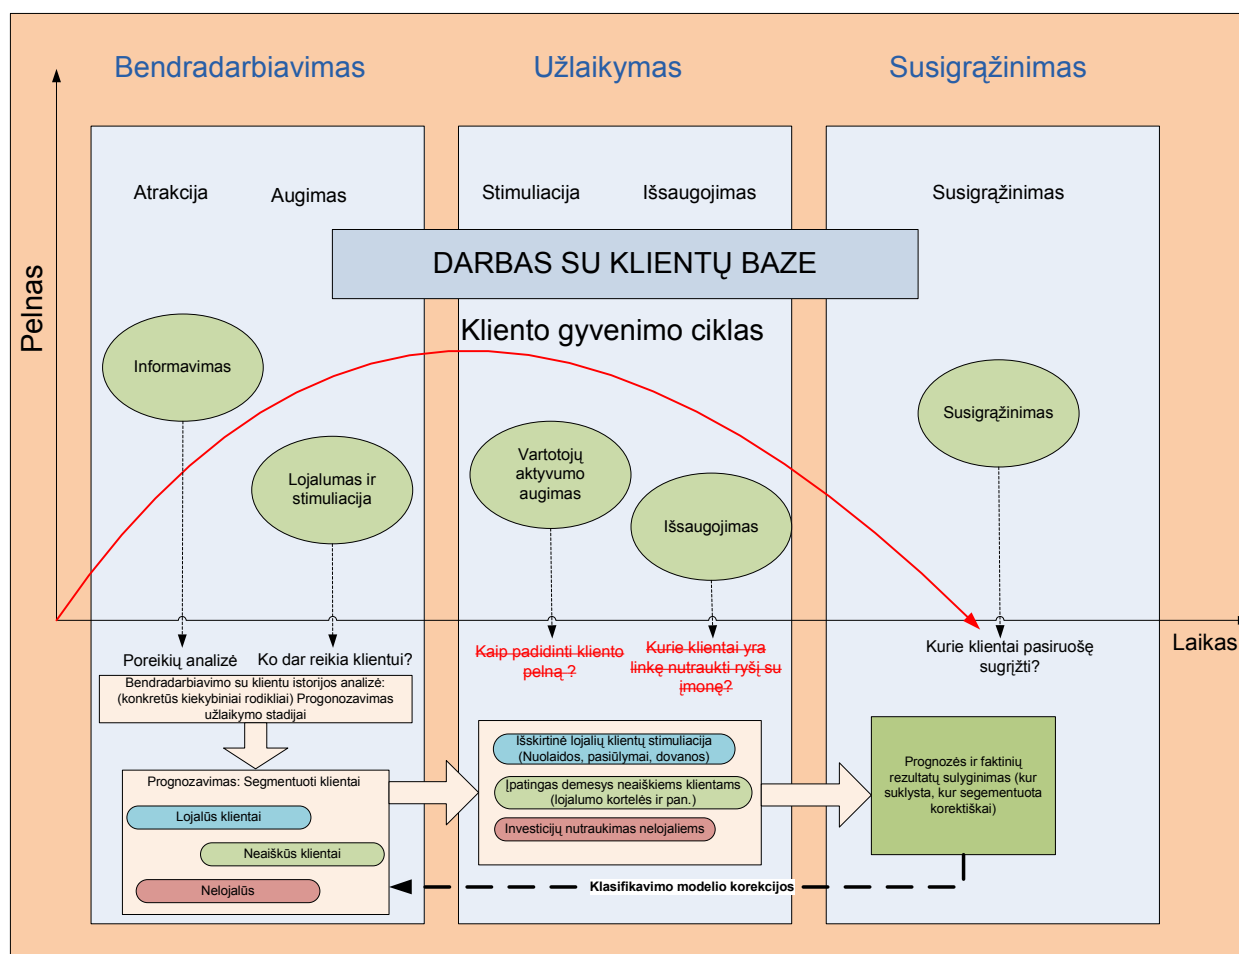 Bendradarbiavimas
Užlaikymas
Susigrąžinimas
Pelnas
Atrakcija
Augimas
Stimuliacija
Išsaugojimas
Susigrąžinimas
DARBAS SU KLIENTŲ BAZE
Kliento gyvenimo ciklas
Informavimas
Lojalumas ir
stimuliacija
Vartotojų
aktyvumo
augimas
Išsaugojimas
Susigrąžinimas
Laikas
Poreikių analizė
Ko dar reikia klientui?
Kaip padidinti kliento
pelną ?
Kurie klientai yra
linkę nutraukti ryšį su
įmonę?
Kurie klientai pasiruošę
sugrįžti?
Bendradarbiavimo su klientu istorijos analizė:
(konkretūs kiekybiniai rodikliai) Progonozavimas
užlaikymo stadijai
Prognozavimas: Segmentuoti klientai
Lojalūs klientai
Neaiškūs klientai
Nelojalūs
Išskirtinė lojalių klientų stimuliacija
(Nuolaidos, pasiūlymai, dovanos)
Įpatingas demesys neaiškiems klientams
(lojalumo kortelės ir pan.)
Investicijų nutraukimas nelojaliems
Prognozės ir faktinių
rezultatų sulyginimas (kur
suklysta, kur segementuota
korektiškai)
Klasifikavimo modelio korekcijos